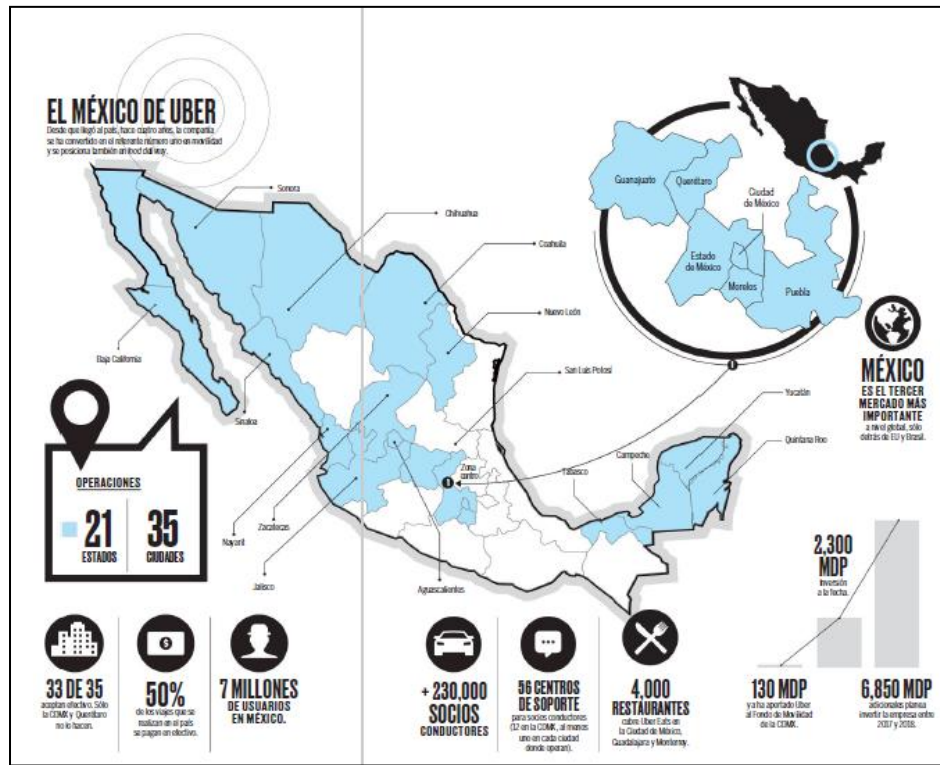 EL MÉXICO DE UBER
Desde que llegó al país, hace cuatro años, la compañía
se ha convertido en el referente número uno en movilidad
y se posiciona también en food delivery.
Sonora
Chihuahua
Coahuila
Nuevo León
San Luis Potosí
Baja California
Sinaloa
Nayarit
Zacatecas
Jalisco
Aguascalientes
Zona
centro
1
Tabasco
Campeche
Yucatán
Quintana Roo
Guanajuato
Querétaro
Ciudad
de México
Estado
de México
Morelos
Puebla
1
MÉXICO
ES EL TERCER
MERCADO MÁS
IMPORTANTE
a nivel global, sólo
detrás de EU y Brasil.
OPERACIONES
21
ESTADOS
35
CIUDADES
33 DE 35
aceptan efectivo. Sólo
la CDMX y Querétaro
no lo hacen.
$
50%
de los viajes que se
realizan en el país
se pagan en efectivo.
7 MILLONES
DE USUARIOS
EN MÉXICO.
+ 230,000
SOCIOS
CONDUCTORES
56 CENTROS
DE SOPORTE
para socios conductores
(12 en la CDMX, al menos
uno en cada ciudad
donde operan).
4,000
RESTAURANTES
cubre Uber Eats en
la Ciudad de México,
Guadalajara y Monterrey.
2,300
MDP
Inversión
a la fecha.
130 MDP
ya ha aportado Uber
al Fondo de Movilidad
de la CDMX.
6,850 MDP
adicionales planea
invertir la empresa entre
2017 y 2018.